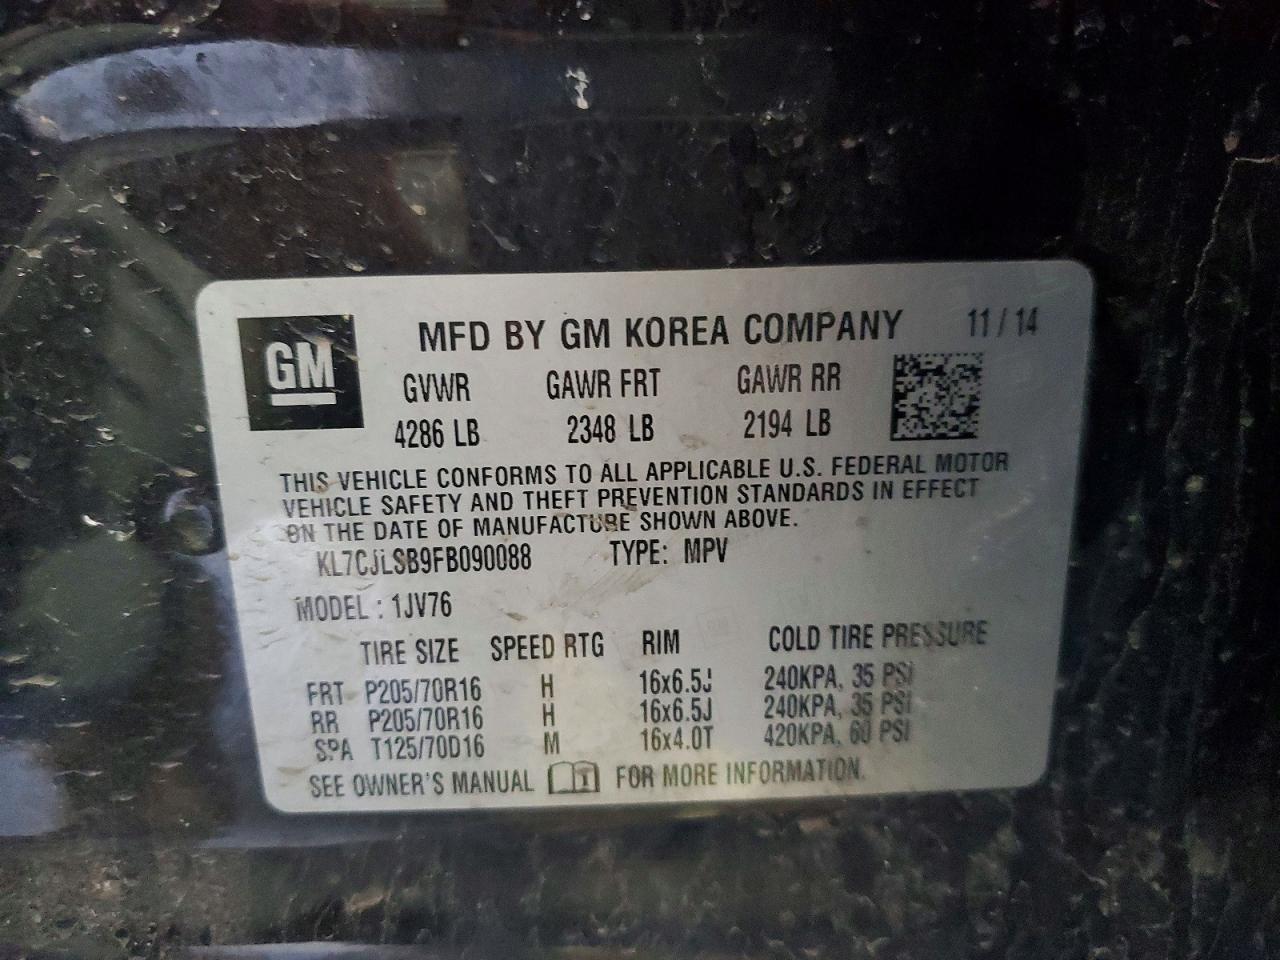 GM
MFD BY GM KOREA COMPANY 11 / 14
GVWR GAWR FRT GAWR RR
4286 LB 2348 LB 2194 LB
THIS VEHICLE CONFORMS TO ALL APPLICABLE U.S. FEDERAL MOTOR
VEHICLE SAFETY AND THEFT PREVENTION STANDARDS IN EFFECT
ON THE DATE OF MANUFACTURE SHOWN ABOVE.
KL7CJLSB9FB090088 TYPE: MPV
MODEL : 1JV76
TIRE SIZE SPEED RTG RIM COLD TIRE PRESSURE
FRT P205/70R16 H 16x6.5J 240KPA, 35 PSI
RR P205/70R16 H 16x6.5J 240KPA, 35 PSI
SPA T125/70D16 M 16x4.0T 420KPA, 60 PSI
SEE OWNER'S MANUAL FOR MORE INFORMATION.